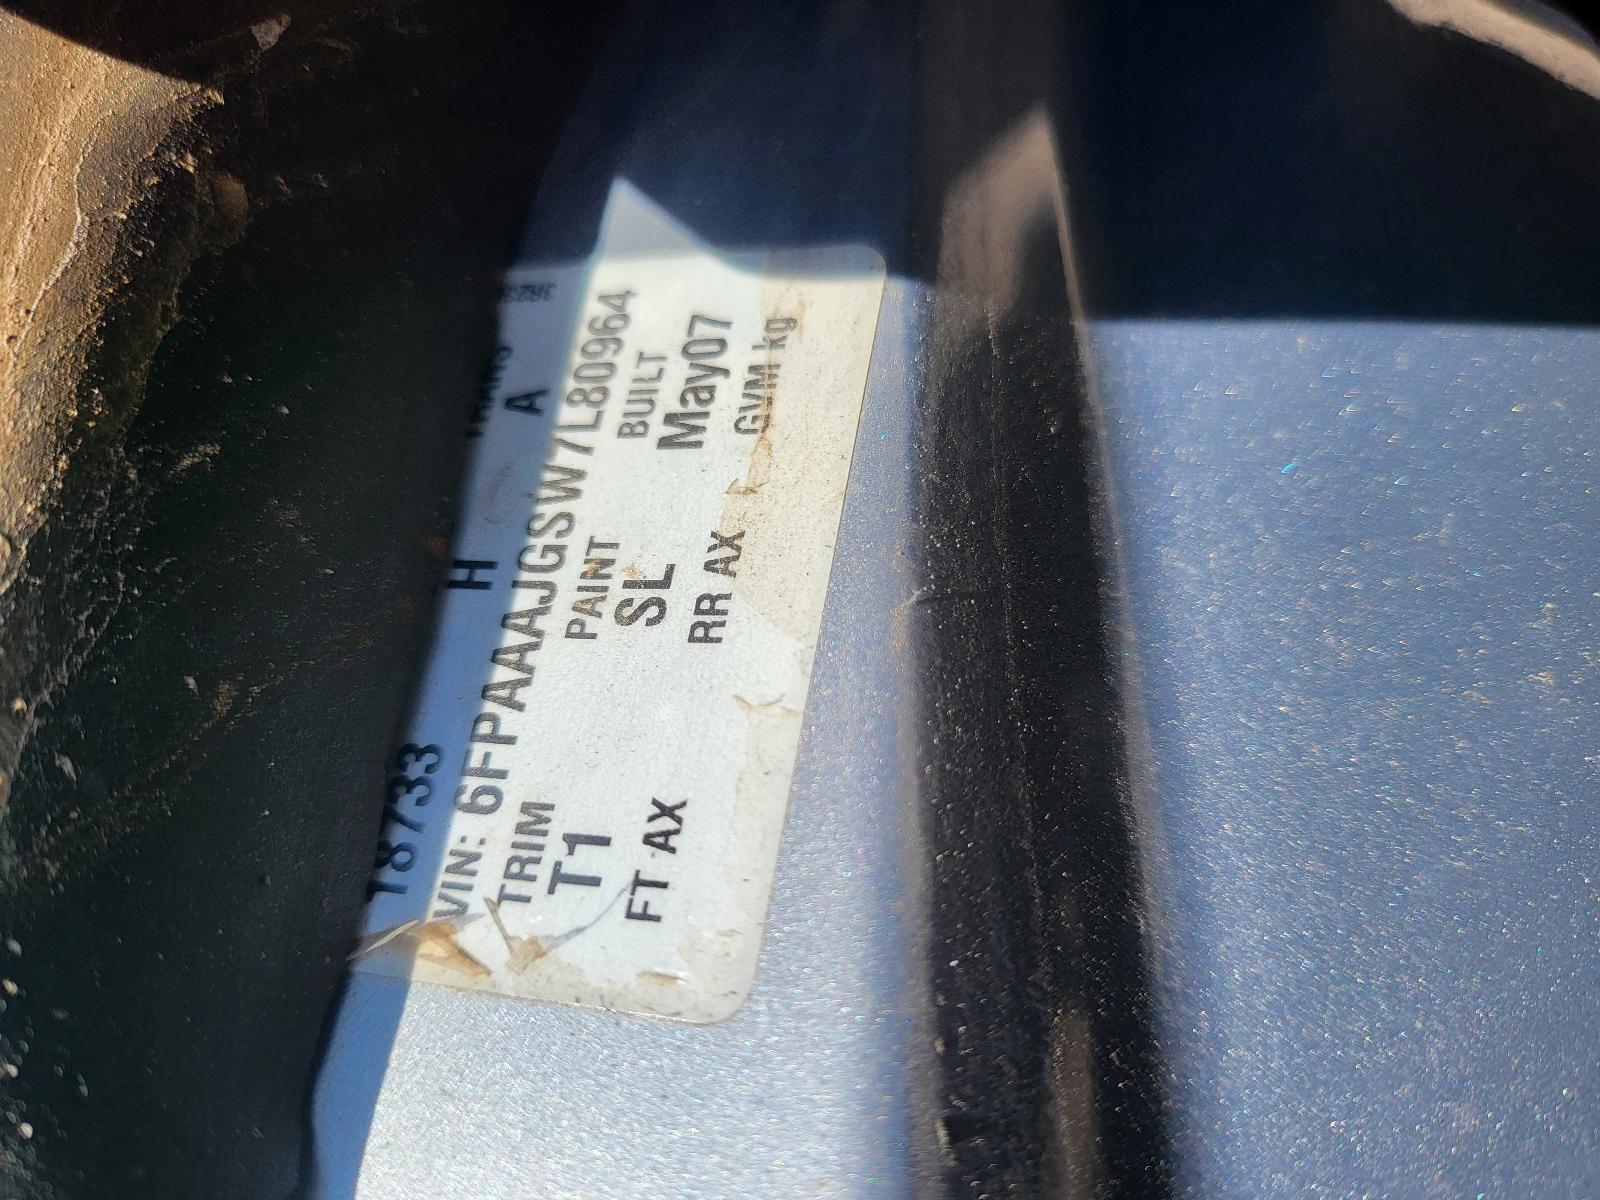 18733 H A
VIN: 6FPAAAJGSW7L80964
TRIM PAINT BUILT
T1 SL May07
FT AX RR AX GVM kg